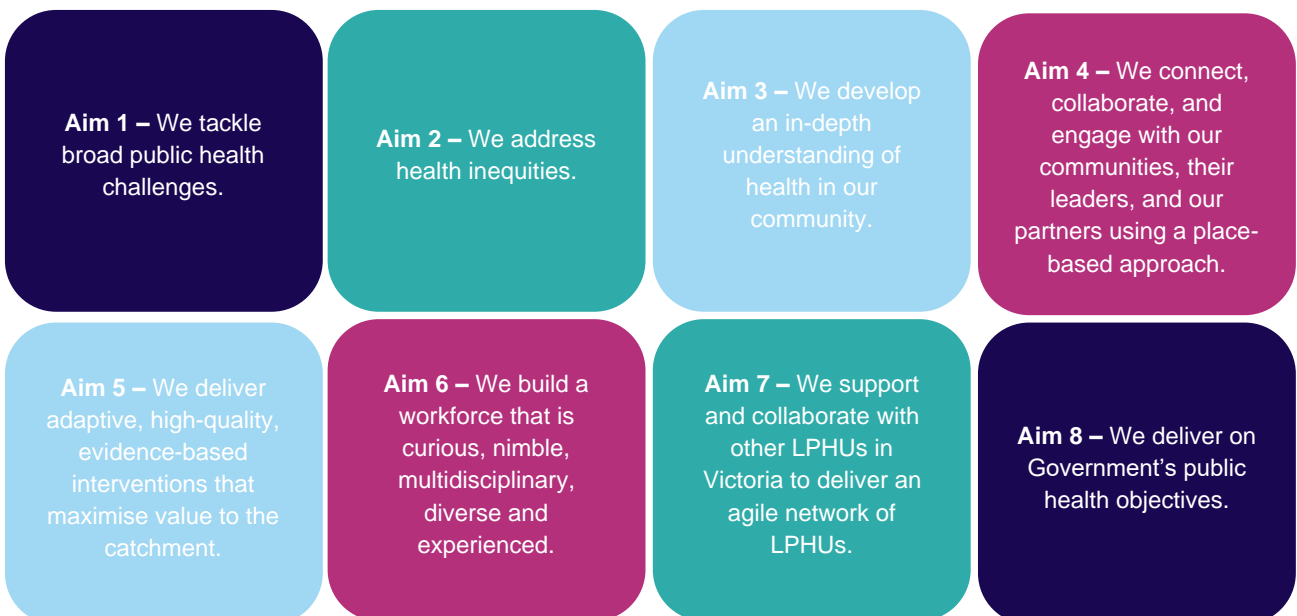 Aim 1 – We tackle
broad public health
challenges.
Aim 2 – We address
health inequities.
Aim 3 – We develop
an in-depth
understanding of
health in our
community.
Aim 4 – We connect,
collaborate, and
engage with our
communities, their
leaders, and our
partners using a place-
based approach.
Aim 5 – We deliver
adaptive, high-quality,
evidence-based
interventions that
maximise value to the
catchment.
Aim 6 – We build a
workforce that is
curious, nimble,
multidisciplinary,
diverse and
experienced.
Aim 7 – We support
and collaborate with
other LPHUs in
Victoria to deliver an
agile network of
LPHUs.
Aim 8 – We deliver on
Government’s public
health objectives.